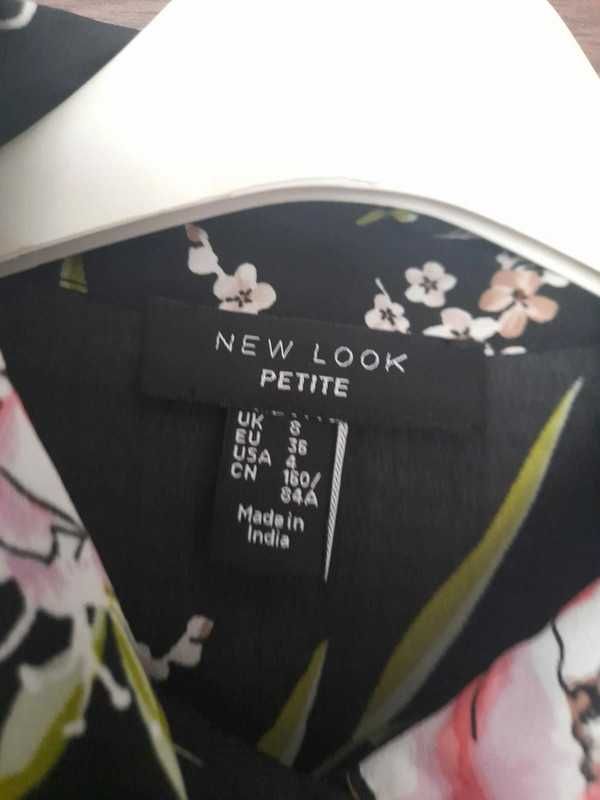 NEW LOOK
PETITE
UK 8
EU 36
USA 4
CN 160/
84A
Made in
India